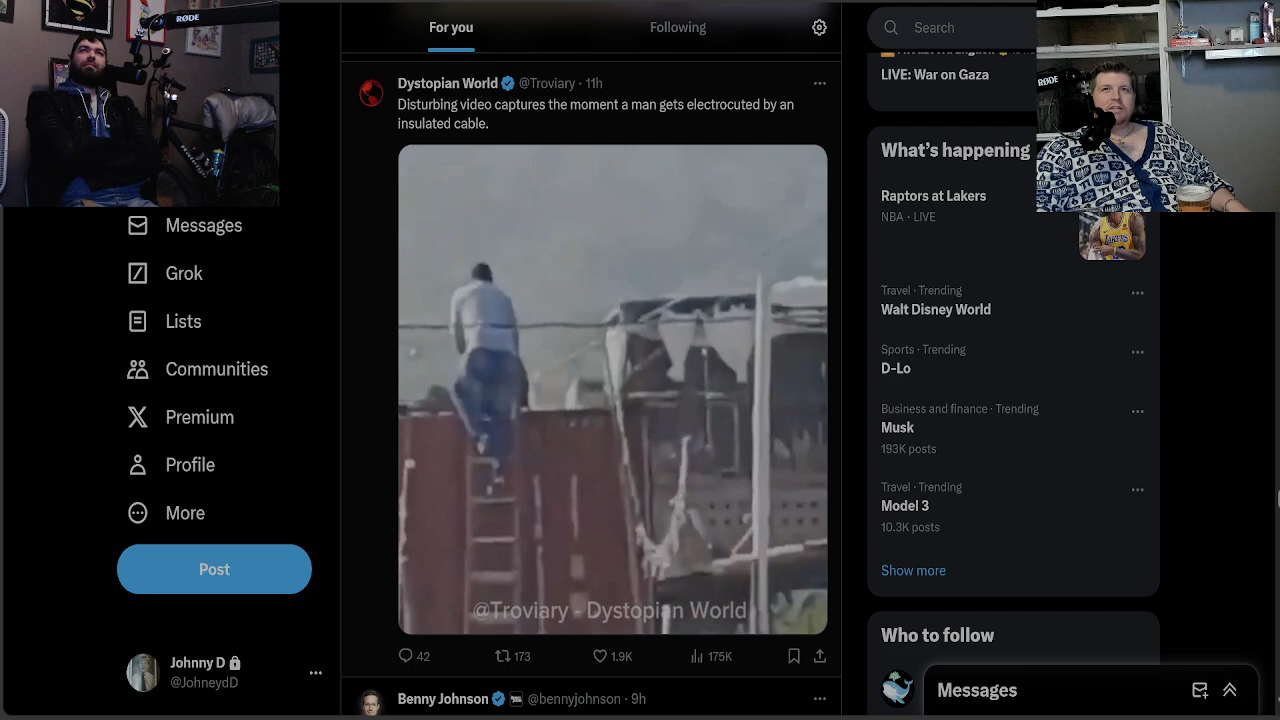 RØDE
For you
Following
Search
LIVE: War on Gaza
RØDE
Dystopian World @Troviary · 11h
Disturbing video captures the moment a man gets electrocuted by an
insulated cable.
@Troviary - Dystopian World
42
173
1.9K
175K
Benny Johnson @bennyjohnson · 9h
Messages
Grok
Lists
Communities
Premium
Profile
More
Post
Johnny D
@JohneydD
What's happening
Raptors at Lakers
NBA · LIVE
LAKERS
Travel · Trending
Walt Disney World
Sports · Trending
D-Lo
Business and finance · Trending
Musk
193K posts
Travel · Trending
Model 3
10.3K posts
Show more
Who to follow
Messages